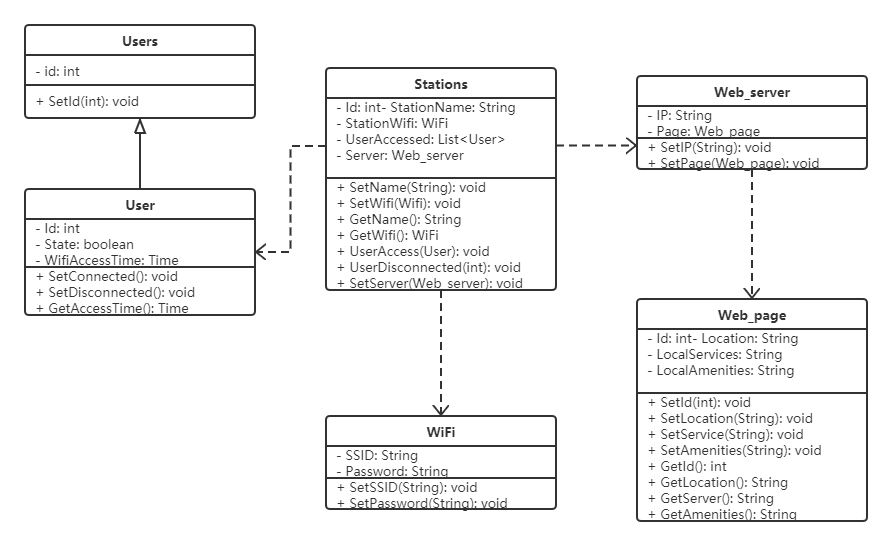 Users
- id: int
+ SetId(int): void
User
- Id: int
- State: boolean
- WifiAccessTime: Time
+ SetConnected(): void
+ SetDisconnected(): void
+ GetAccessTime(): Time
Stations
- Id: int- StationName: String
- StationWifi: WiFi
- UserAccessed: List<User>
- Server: Web_server
+ SetName(String): void
+ SetWifi(Wifi): void
+ GetName(): String
+ GetWifi(): WiFi
+ UserAccess(User): void
+ UserDisconnected(int): void
+ SetServer(Web_server): void
WiFi
- SSID: String
- Password: String
+ SetSSID(String): void
+ SetPassword(String): void
Web_server
- IP: String
- Page: Web_page
+ SetIP(String): void
+ SetPage(Web_page): void
Web_page
- Id: int- Location: String
- LocalServices: String
- LocalAmenities: String
+ SetId(int): void
+ SetLocation(String): void
+ SetService(String): void
+ SetAmenities(String): void
+ GetId(): int
+ GetLocation(): String
+ GetServer(): String
+ GetAmenities(): String